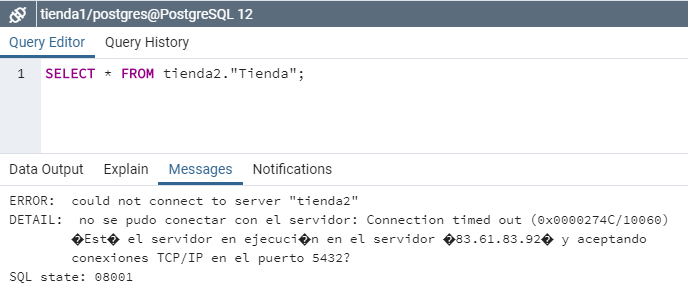 tienda1/postgres@PostgreSQL 12
Query Editor Query History
1 SELECT * FROM tienda2."Tienda";
Data Output Explain Messages Notifications
ERROR: could not connect to server "tienda2"
DETAIL: no se pudo conectar con el servidor: Connection timed out (0x0000274C/10060)
�Est� el servidor en ejecuci�n en el servidor �83.61.83.92� y aceptando
conexiones TCP/IP en el puerto 5432?
SQL state: 08001